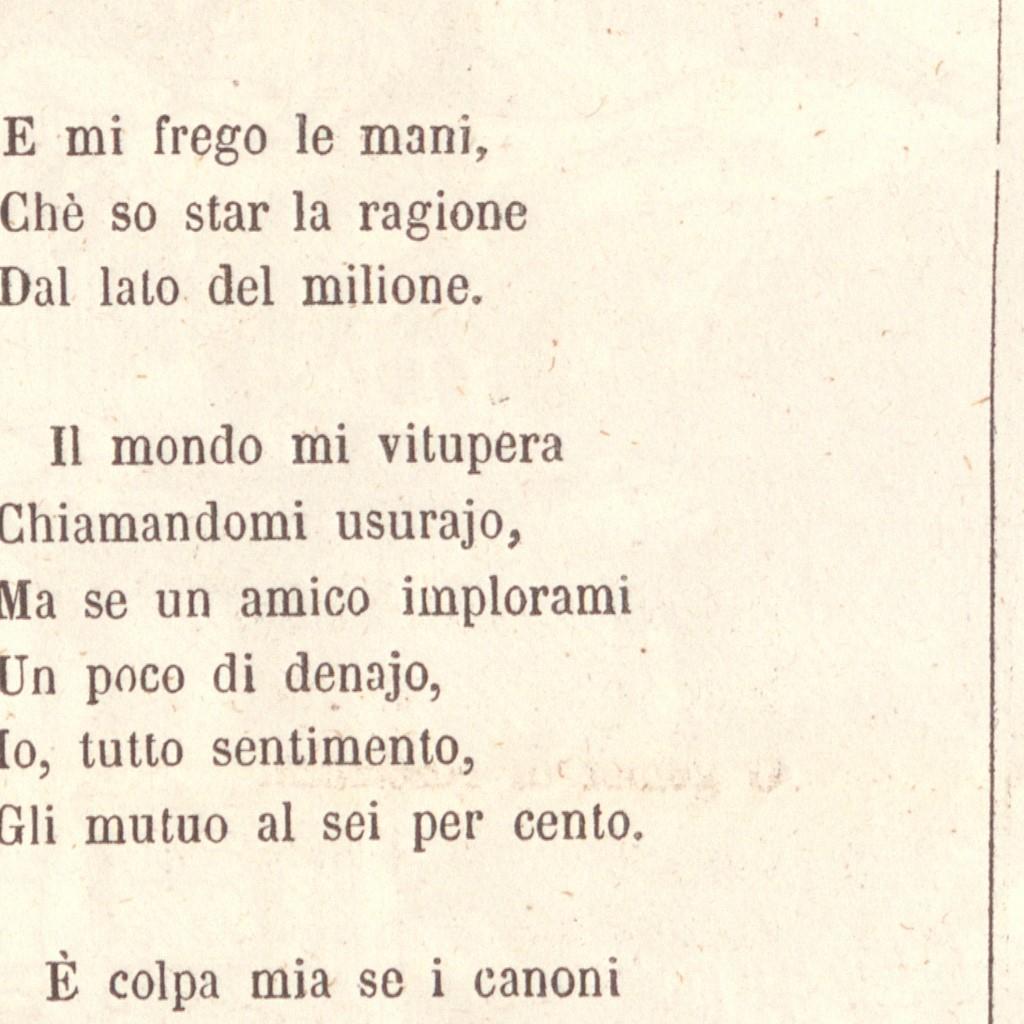 E mi frego le mani,
Chè so star la ragione
Dal lato del milione.
Il mondo mi vitupera
Chiamandomi usurajo,
Ma se un amico implorami
Un poco di denajo,
Io, tutto sentimento,
Gli mutuo al sei per cento.
È colpa mia se i canoni